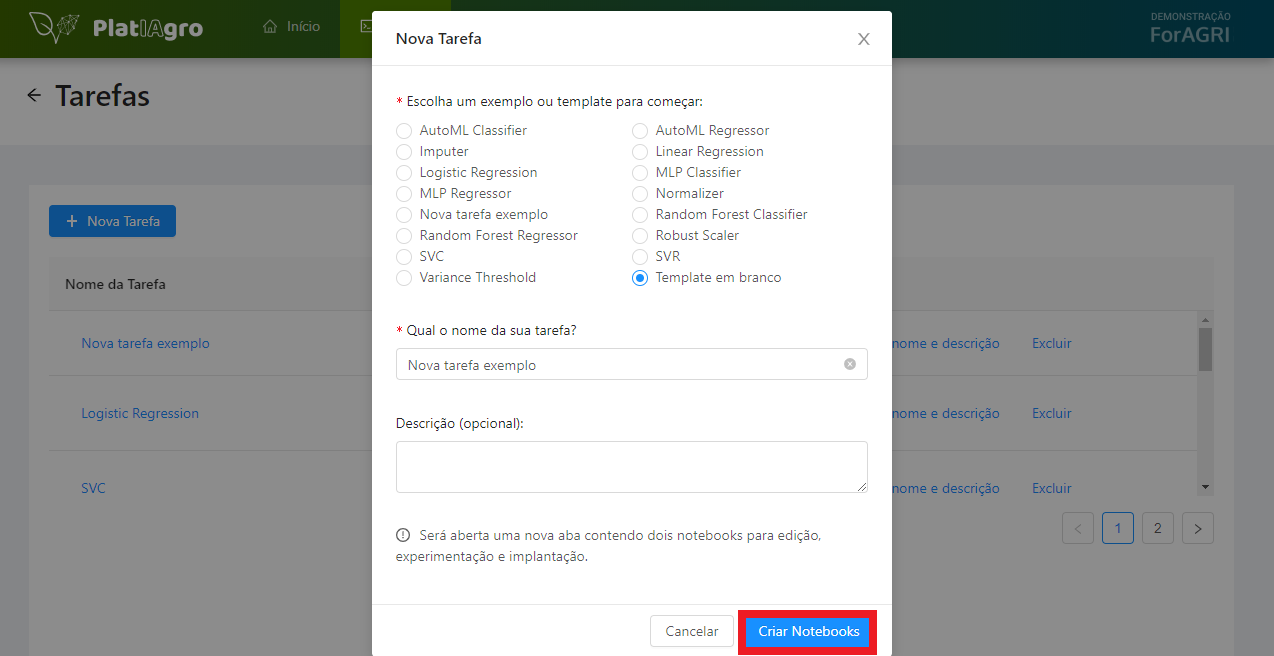 PlatIAgro
Início
DEMONSTRAÇÃO
ForAGRI
Tarefas
Nova Tarefa
Nome da Tarefa
Nova tarefa exemplo
nome e descrição
Excluir
Logistic Regression
nome e descrição
Excluir
SVC
nome e descrição
Excluir
1
2
Nova Tarefa
* Escolha um exemplo ou template para começar:
AutoML Classifier
AutoML Regressor
Imputer
Linear Regression
Logistic Regression
MLP Classifier
MLP Regressor
Normalizer
Nova tarefa exemplo
Random Forest Classifier
Random Forest Regressor
Robust Scaler
SVC
SVR
Variance Threshold
Template em branco
* Qual o nome da sua tarefa?
Nova tarefa exemplo
Descrição (opcional):
Será aberta uma nova aba contendo dois notebooks para edição,
experimentação e implantação.
Cancelar
Criar Notebooks